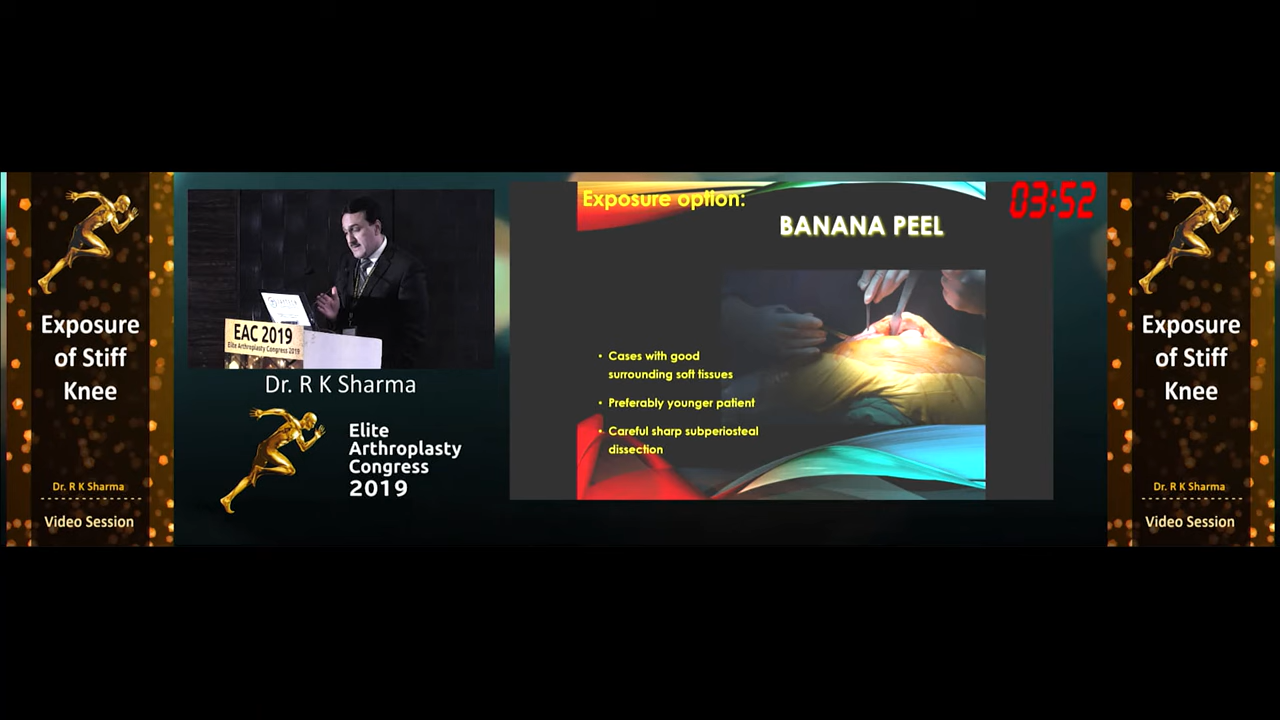 Exposure
of Stiff
Knee
Dr. R K Sharma
Video Session
EAC 2019
Elite Arthroplasty Congress 2019
Dr. R K Sharma
Elite
Arthroplasty
Congress
2019
Exposure option:
BANANA PEEL
• Cases with good
surrounding soft tissues
• Preferably younger patient
• Careful sharp subperiosteal
dissection
03:52
Exposure
of Stiff
Knee
Dr. R K Sharma
Video Session